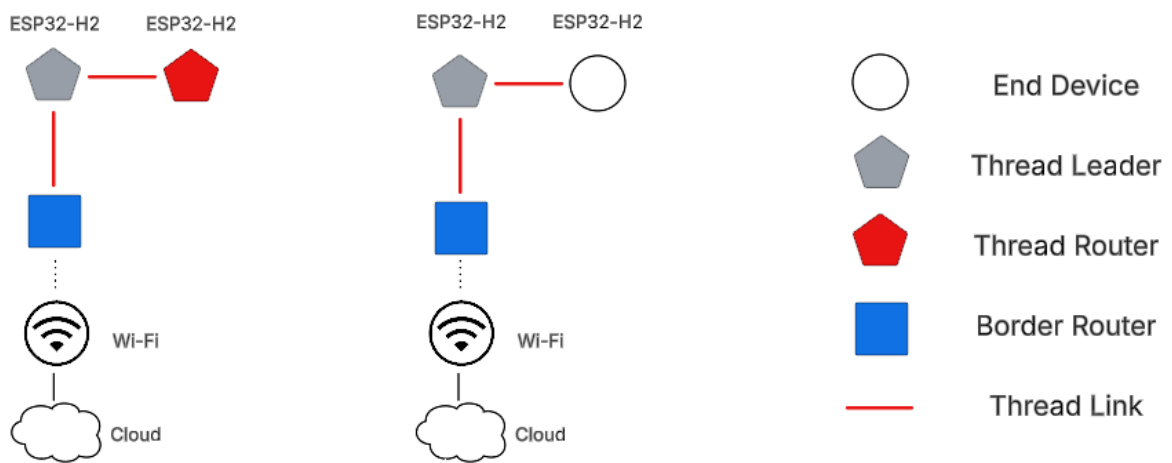 ESP32-H2 ESP32-H2
Wi-Fi
Cloud
ESP32-H2 ESP32-H2
Wi-Fi
Cloud
End Device
Thread Leader
Thread Router
Border Router
Thread Link